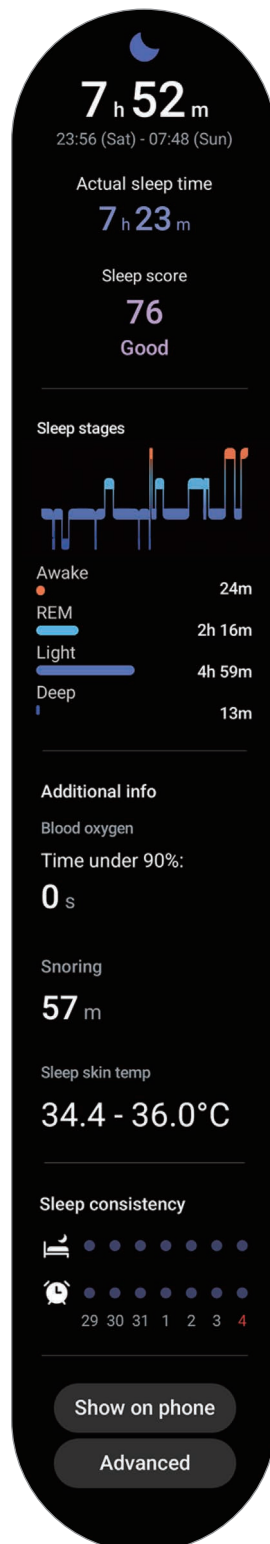 7 h 52 m
23:56 (Sat) - 07:48 (Sun)
Actual sleep time
7 h 23 m
Sleep score
76
Good
Sleep stages
Awake
24m
REM
2h 16m
Light
4h 59m
Deep
13m
Additional info
Blood oxygen
Time under 90%:
0 s
Snoring
57 m
Sleep skin temp
34.4 - 36.0°C
Sleep consistency
29 30 31 1 2 3 4
Show on phone
Advanced